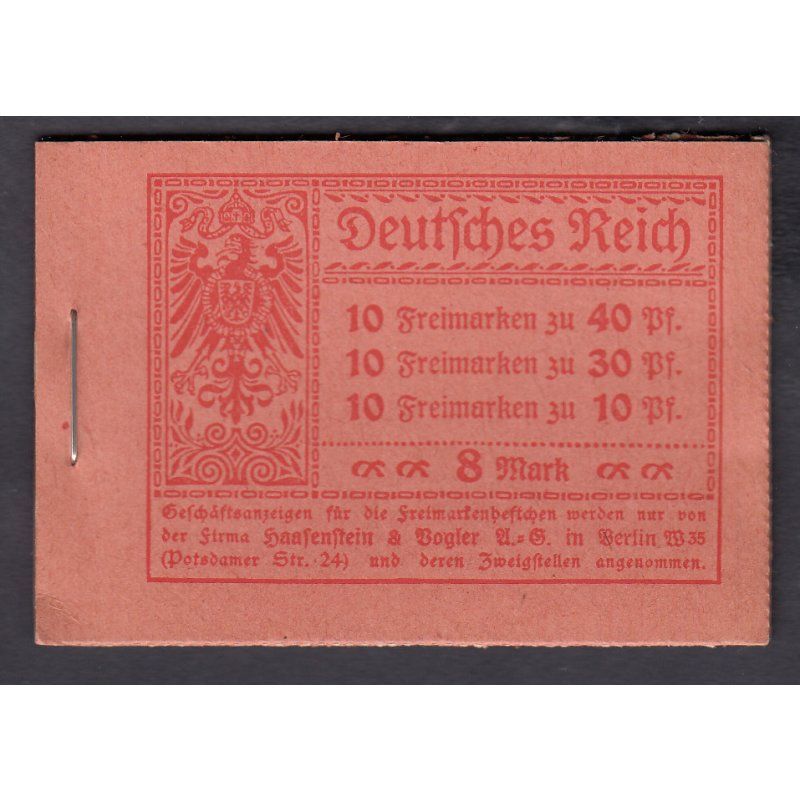 Deutsches Reich
10 Freimarken zu 40 Pf.
10 Freimarken zu 30 Pf.
10 Freimarken zu 10 Pf.
8 Mark
Geschäftsanzeigen für die Freimarkenheftchen werden nur von
der Firma Haasenstein & Vogler A.=G. in Berlin W 35
(Potsdamer Str. 24) und deren Zweigstellen angenommen.